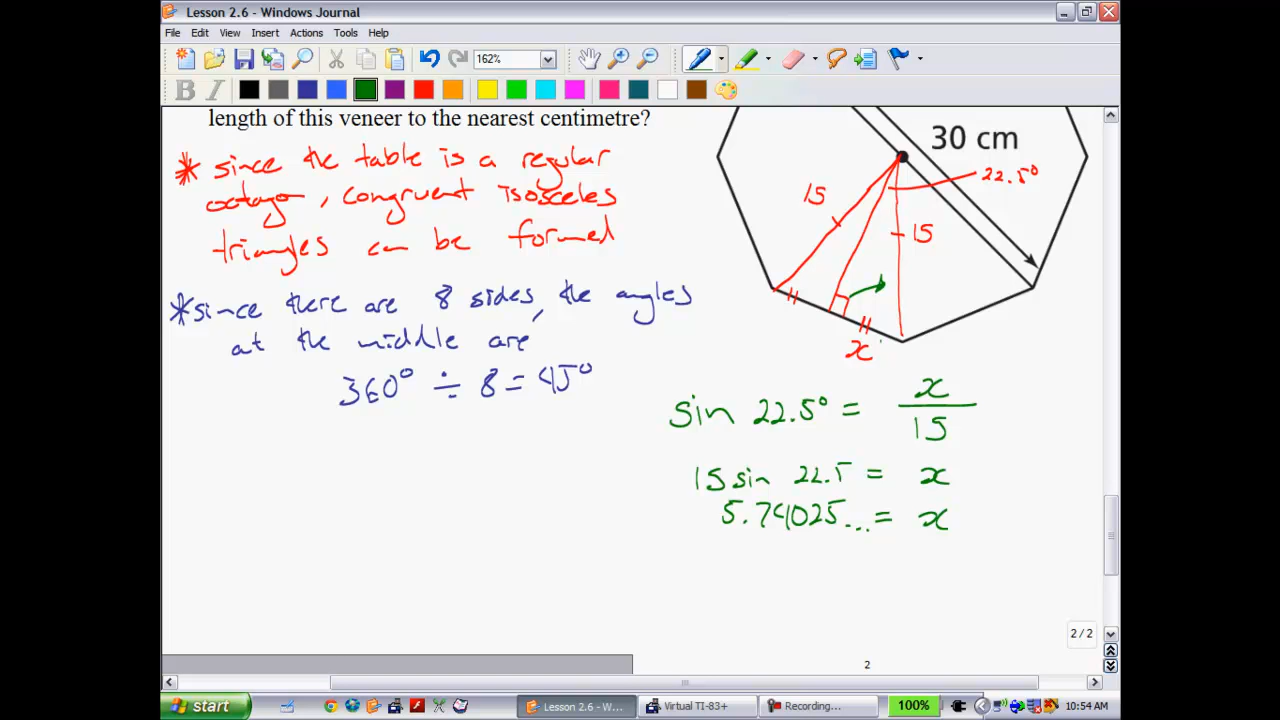 Lesson 2.6 - Windows Journal
File Edit View Insert Actions Tools Help
162%
length of this veneer to the nearest centimetre?
* since the table is a regular
octagon, congruent isosceles
triangles can be formed
* since there are 8 sides, the angles
at the middle are
360° ÷ 8 = 45°
30 cm
22.5°
15
15
x
sin 22.5° = x/15
15 sin 22.5 = x
5.74025... = x
2 / 2
2
start
Lesson 2.6 - W...
Virtual TI-83+
Recording...
100%
10:54 AM